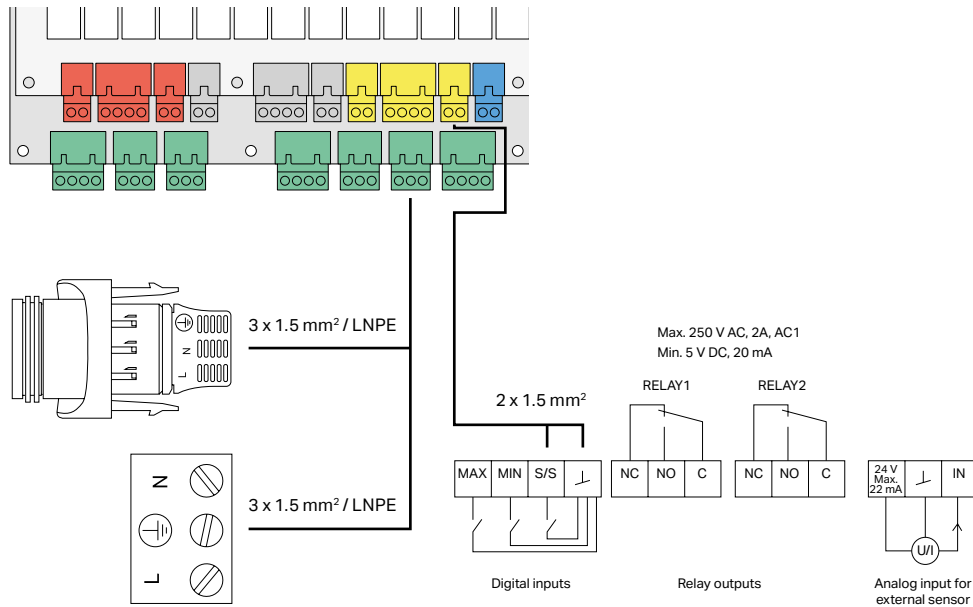 3 x 1.5 mm² / LNPE
N
L
Max. 250 V AC, 2A, AC1
Min. 5 V DC, 20 mA
RELAY1
RELAY2
2 x 1.5 mm²
MAX MIN S/S
NC NO C
NC NO C
24 V
Max.
22 mA
IN
N
L
3 x 1.5 mm² / LNPE
U/I
Digital inputs
Relay outputs
Analog input for
external sensor